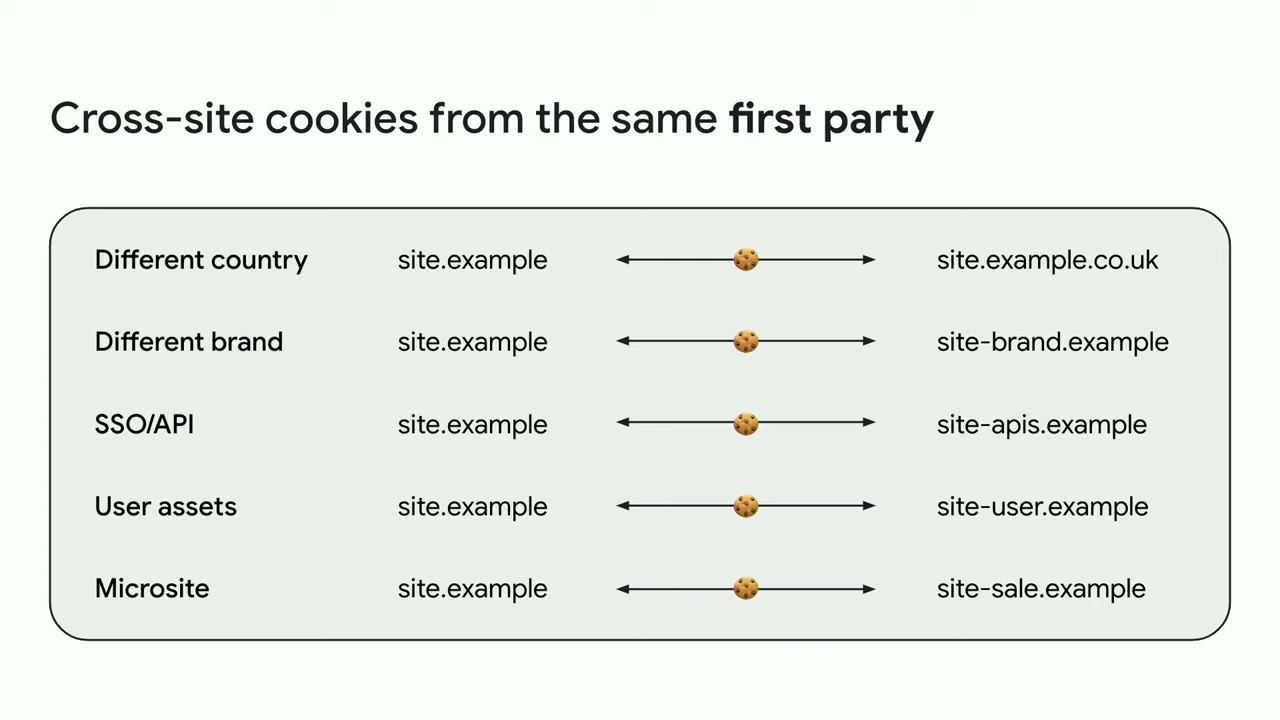 Cross-site cookies from the same first party
Different country site.example site.example.co.uk
Different brand site.example site-brand.example
SSO/API site.example site-apis.example
User assets site.example site-user.example
Microsite site.example site-sale.example